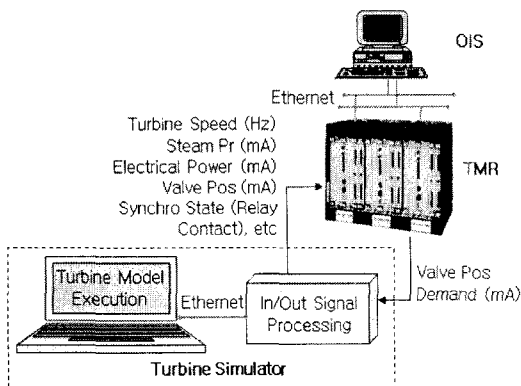 OIS
Ethernet
Turbine Speed (Hz)
Steam Pr (mA)
Electrical Power (mA)
Valve Pos (mA)
Synchro State (Relay
Contact), etc
TMR
Valve Pos
Demand (mA)
Turbine Model
Execution
Ethernet
In/Out Signal
Processing
Turbine Simulator